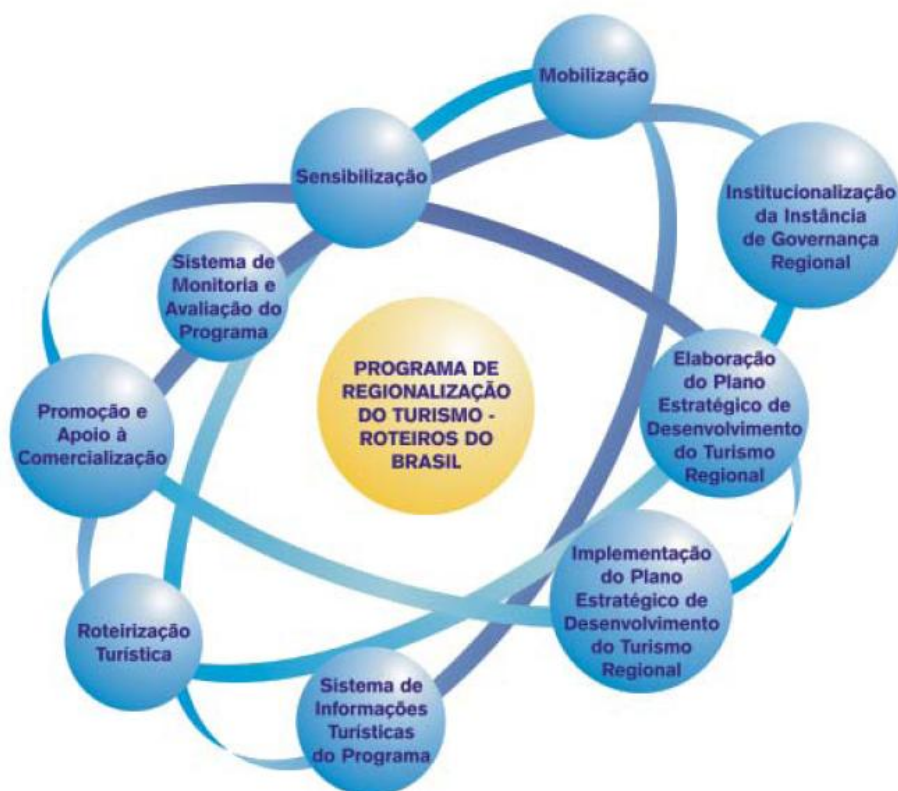 Mobilização
Sensibilização
Institucionalização
da Instância
de Governança
Regional
Sistema de
Monitoria e
Avaliação do
Programa
PROGRAMA DE
REGIONALIZAÇÃO
DO TURISMO -
ROTEIROS DO
BRASIL
Elaboração
do Plano
Estratégico de
Desenvolvimento
do Turismo
Regional
Promoção e
Apoio à
Comercialização
Implementação
do Plano
Estratégico de
Desenvolvimento
do Turismo
Regional
Roteirização
Turística
Sistema de
Informações
Turísticas
do Programa